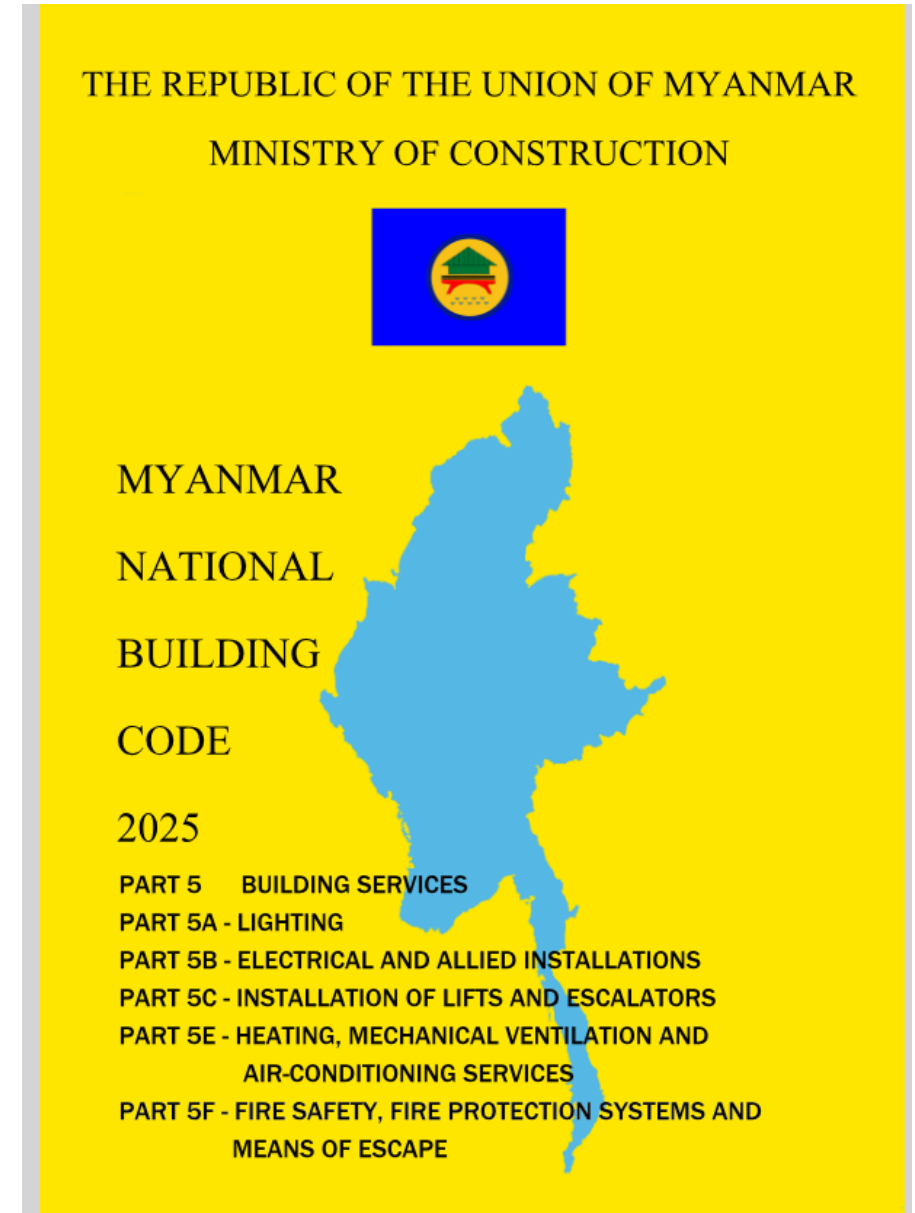 THE REPUBLIC OF THE UNION OF MYANMAR
MINISTRY OF CONSTRUCTION
MYANMAR
NATIONAL
BUILDING
CODE
2025
PART 5 BUILDING SERVICES
PART 5A - LIGHTING
PART 5B - ELECTRICAL AND ALLIED INSTALLATIONS
PART 5C - INSTALLATION OF LIFTS AND ESCALATORS
PART 5E - HEATING, MECHANICAL VENTILATION AND
AIR-CONDITIONING SERVICES
PART 5F - FIRE SAFETY, FIRE PROTECTION SYSTEMS AND
MEANS OF ESCAPE